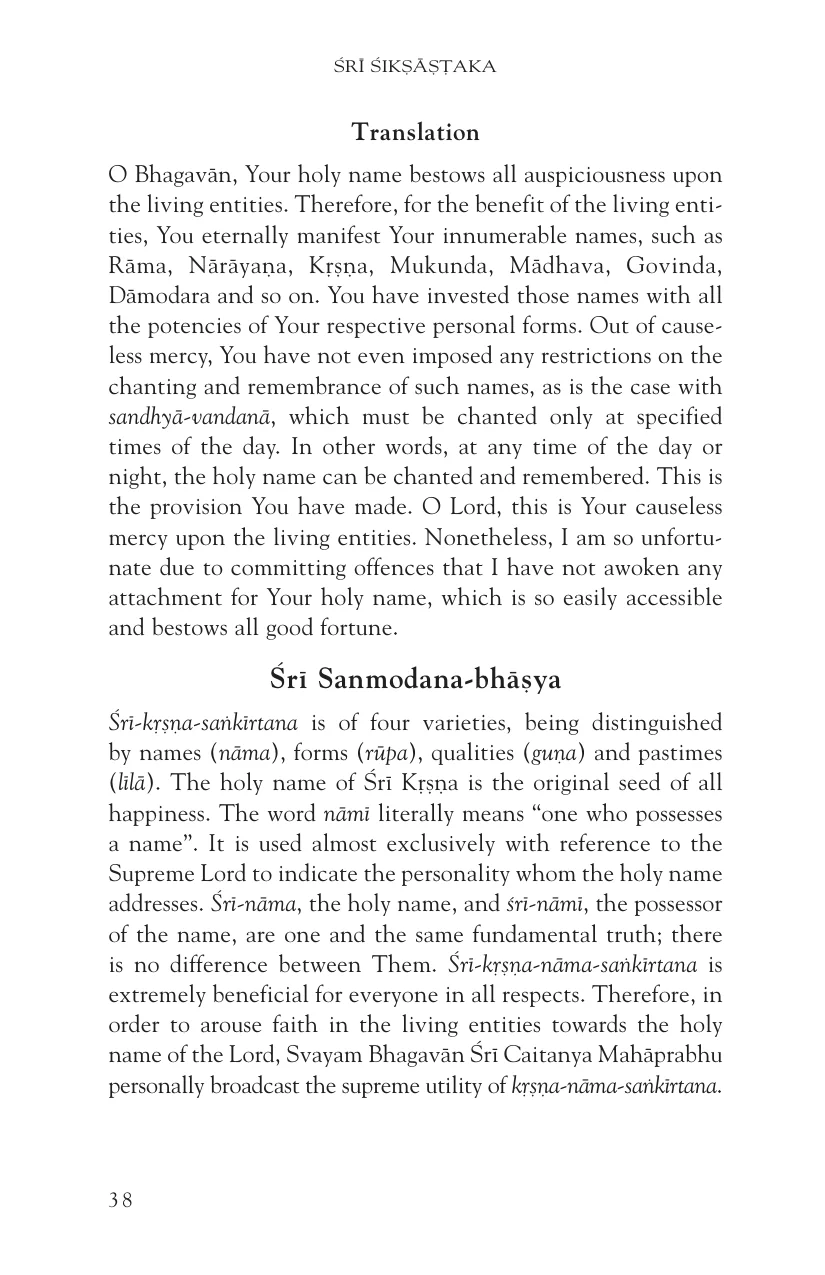 ŚRĪ ŚIKṢĀṢṬAKA
Translation
O Bhagavān, Your holy name bestows all auspiciousness upon
the living entities. Therefore, for the benefit of the living enti-
ties, You eternally manifest Your innumerable names, such as
Rāma, Nārāyaṇa, Kṛṣṇa, Mukunda, Mādhava, Govinda,
Dāmodara and so on. You have invested those names with all
the potencies of Your respective personal forms. Out of cause-
less mercy, You have not even imposed any restrictions on the
chanting and remembrance of such names, as is the case with
sandhyā-vandanā, which must be chanted only at specified
times of the day. In other words, at any time of the day or
night, the holy name can be chanted and remembered. This is
the provision You have made. O Lord, this is Your causeless
mercy upon the living entities. Nonetheless, I am so unfortu-
nate due to committing offences that I have not awoken any
attachment for Your holy name, which is so easily accessible
and bestows all good fortune.
Śrī Sanmodana-bhāṣya
Śrī-kṛṣṇa-saṅkīrtana is of four varieties, being distinguished
by names (nāma), forms (rūpa), qualities (guṇa) and pastimes
(līlā). The holy name of Śrī Kṛṣṇa is the original seed of all
happiness. The word nāmī literally means “one who possesses
a name”. It is used almost exclusively with reference to the
Supreme Lord to indicate the personality whom the holy name
addresses. Śrī-nāma, the holy name, and śrī-nāmī, the possessor
of the name, are one and the same fundamental truth; there
is no difference between Them. Śrī-kṛṣṇa-nāma-saṅkīrtana is
extremely beneficial for everyone in all respects. Therefore, in
order to arouse faith in the living entities towards the holy
name of the Lord, Svayam Bhagavān Śrī Caitanya Mahāprabhu
personally broadcast the supreme utility of kṛṣṇa-nāma-saṅkīrtana.
38